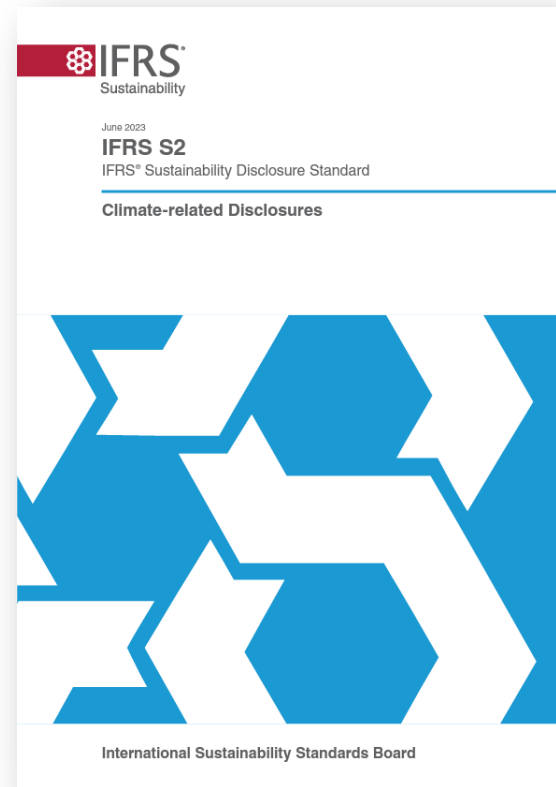 IFRS®
Sustainability
June 2023
IFRS S2
IFRS® Sustainability Disclosure Standard
Climate-related Disclosures
International Sustainability Standards Board